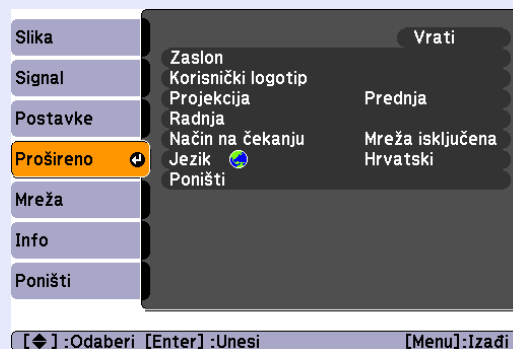 Slika
Signal
Postavke
Prošireno
Mreža
Info
Poništi
Vrati
Zaslon
Korisnički logotip
Projekcija Prednja
Radnja
Način na čekanju Mreža isključena
Jezik Hrvatski
Poništi
[◆] :Odaberi [Enter] :Unesi [Menu]:Izađi